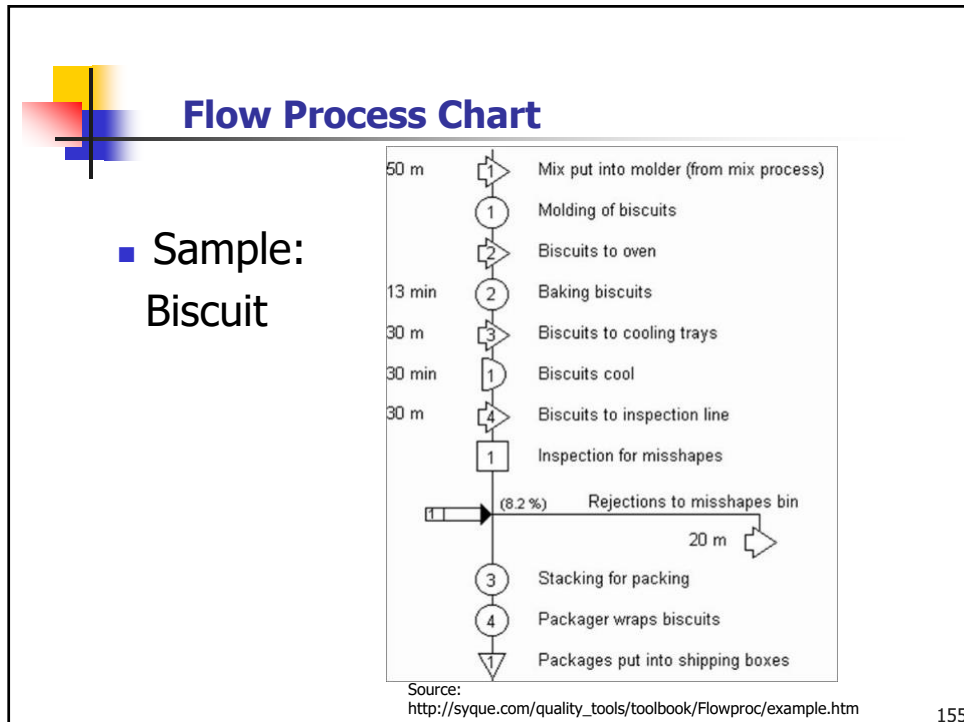 Flow Process Chart
■ Sample:
Biscuit
50 m 1 Mix put into molder (from mix process)
1 Molding of biscuits
2 Biscuits to oven
13 min 2 Baking biscuits
30 m 3 Biscuits to cooling trays
30 min 1 Biscuits cool
30 m 4 Biscuits to inspection line
1 Inspection for misshapes
1 (8.2 %) Rejections to misshapes bin
20 m
3 Stacking for packing
4 Packager wraps biscuits
1 Packages put into shipping boxes
Source:
http://syque.com/quality_tools/toolbook/Flowproc/example.htm
155